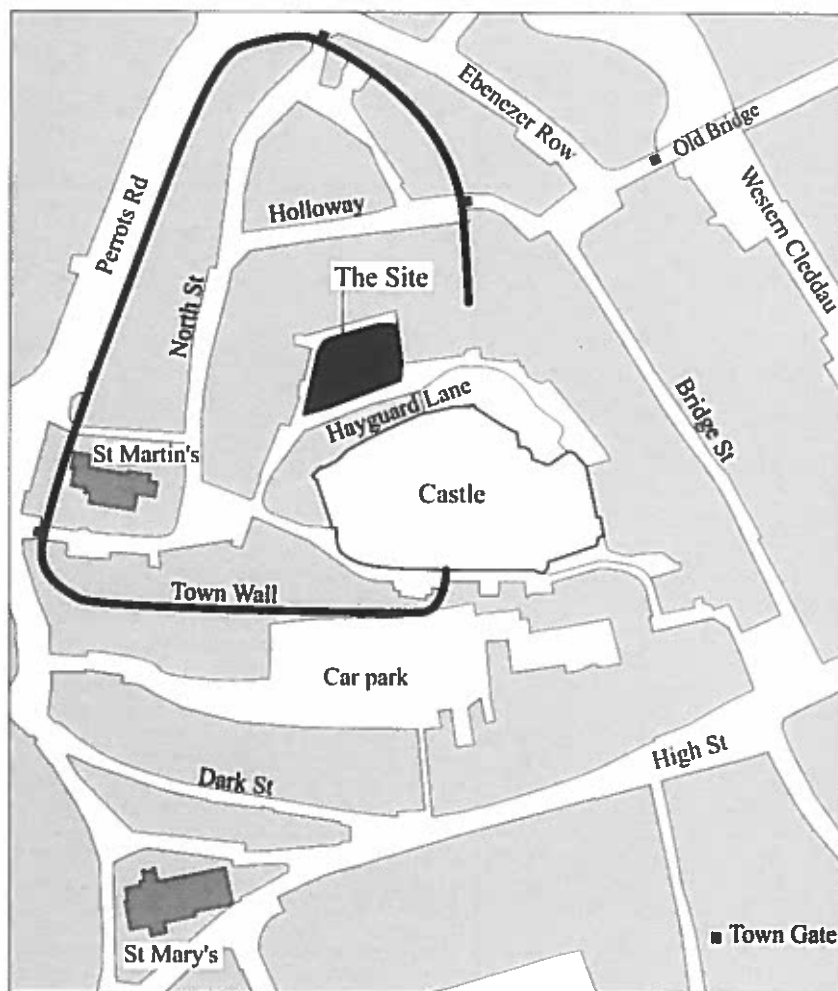 Ebenezer Row
Old Bridge
Western Cleddau
Perrots Rd
Holloway
North St
The Site
Hayguard Lane
Bridge St
St Martin's
Castle
Town Wall
Car park
High St
Dark St
St Mary's
Town Gate